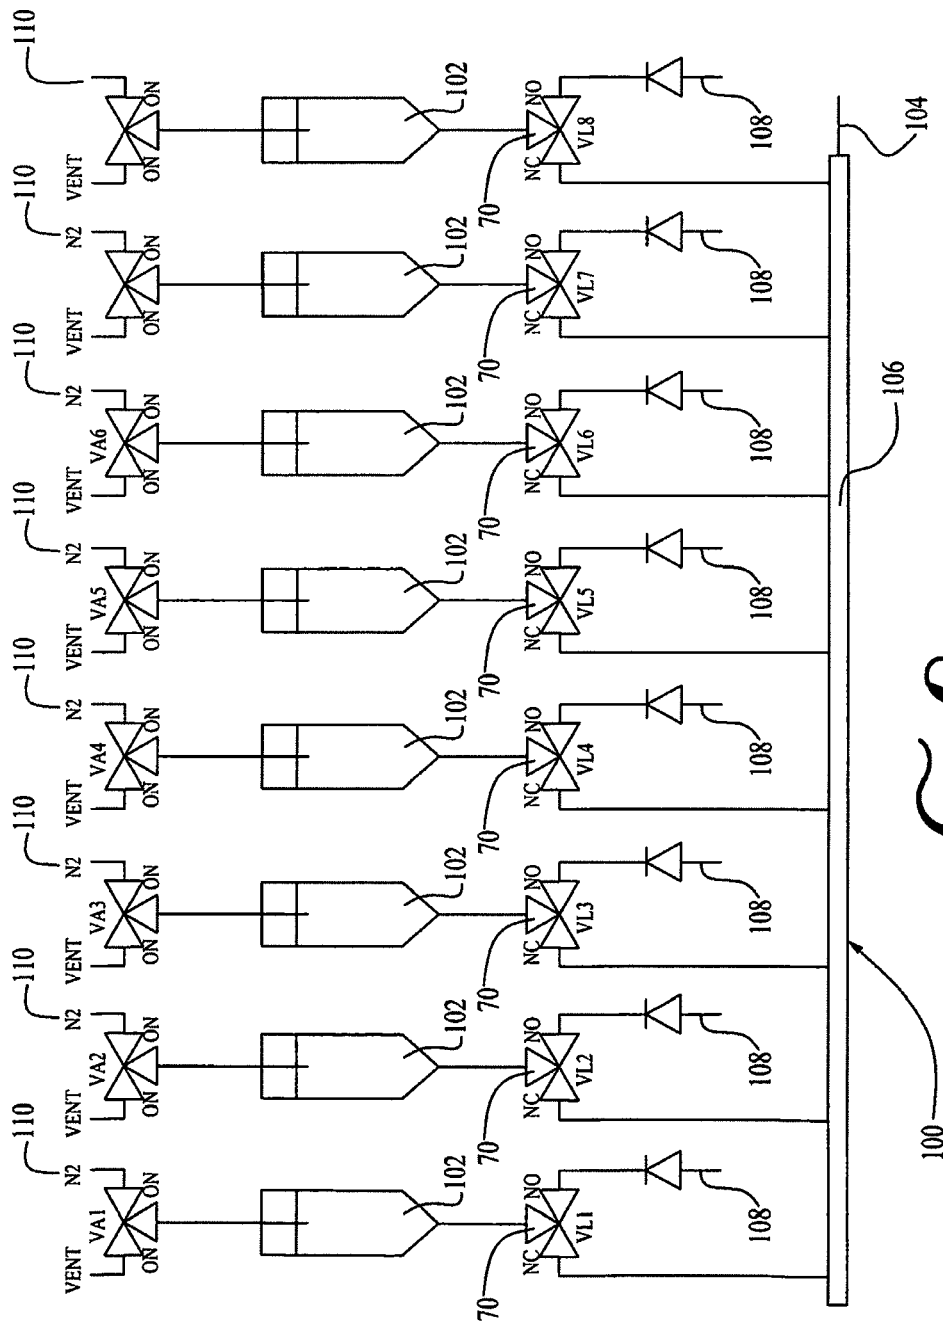 110 110 110 110 110 110 110 110
VENT N2 VENT N2 VENT N2 VENT N2 VENT N2 VENT N2 VENT N2 VENT
VA1 VA2 VA3 VA4 VA5 VA6
ON ON ON ON ON ON ON ON ON ON ON ON ON ON ON ON
102 102 102 102 102 102 102 102
70 70 70 70 70 70 70 70
NC NO NC NO NC NO NC NO NC NO NC NO NC NO NC NO
VL1 VL2 VL3 VL4 VL5 VL6 VL7 VL8
108 108 108 108 108 108 108 108
106
104
100